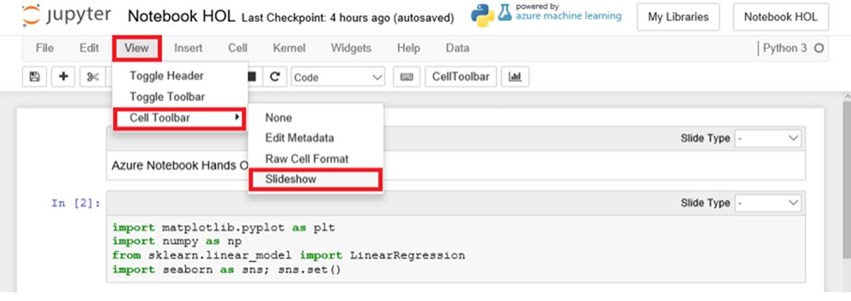 jupyter Notebook HOL Last Checkpoint: 4 hours ago (autosaved)
powered by
azure machine learning
My Libraries
Notebook HOL
File Edit View Insert Cell Kernel Widgets Help Data
Python 3
Code
CellToolbar
Toggle Header
Toggle Toolbar
Cell Toolbar
None
Edit Metadata
Raw Cell Format
Slideshow
Slide Type -
Azure Notebook Hands O
In [2]:
Slide Type -
import matplotlib.pyplot as plt
import numpy as np
from sklearn.linear_model import LinearRegression
import seaborn as sns; sns.set()